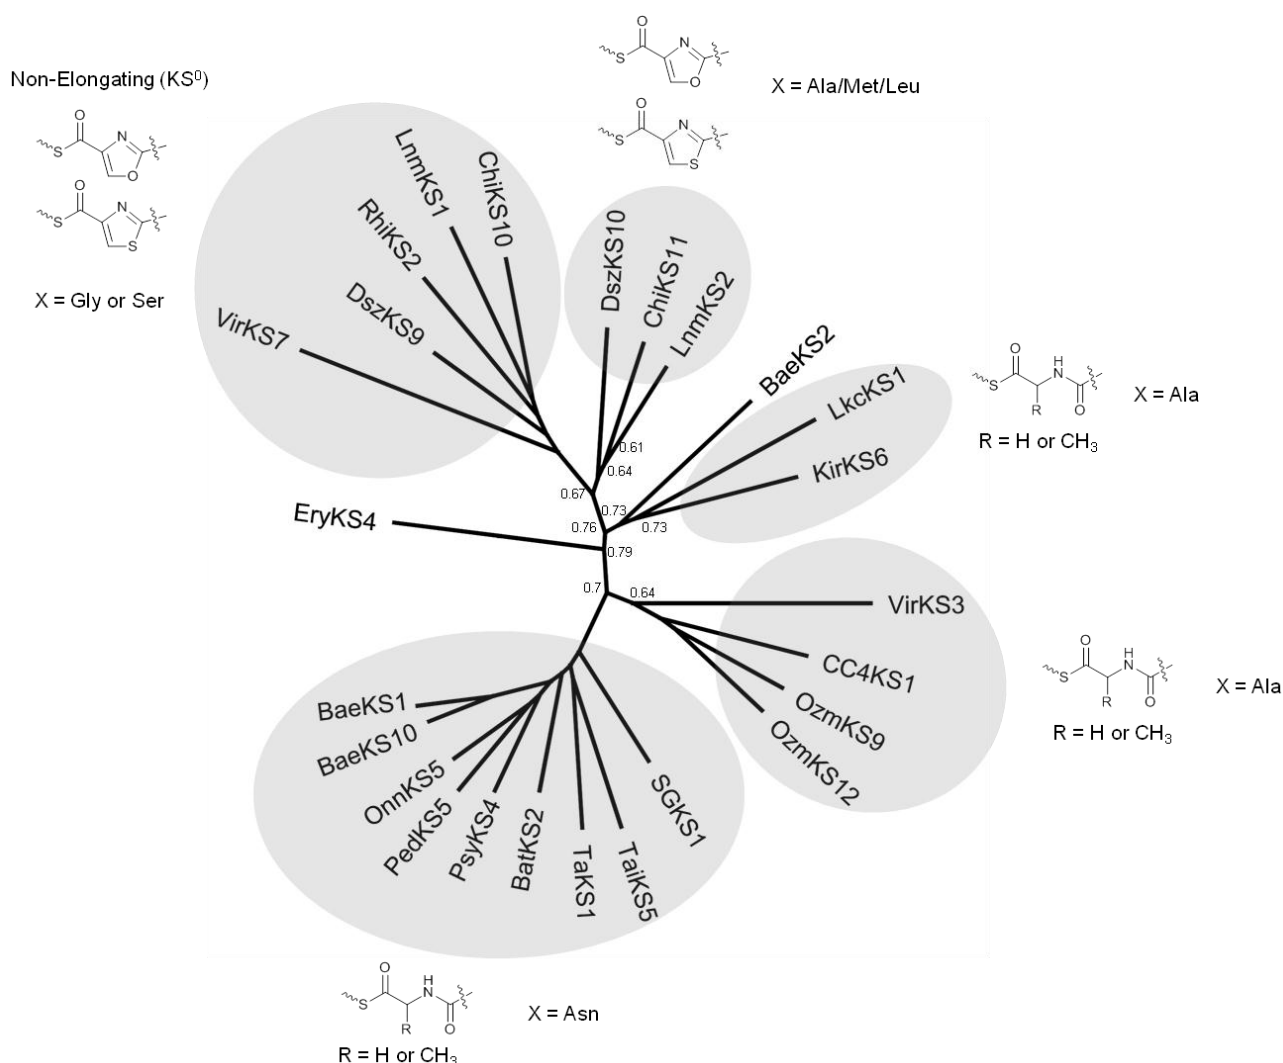 Non-Elongating (KS⁰)
O
S
N
O
O
S
N
S
X = Gly or Ser
O
S
N
O
O
S
N
S
X = Ala/Met/Leu
LnmKS1
ChiKS10
RhiKS2
DszKS9
VirKS7
DszKS10
ChiKS11
LnmKS2
BaeKS2
LkcKS1
KirKS6
O
H
N
S
R
O
R = H or CH₃
X = Ala
0.61
0.64
0.67
0.73
0.76
0.73
EryKS4
0.79
0.7
0.64
VirKS3
CC4KS1
OzmKS9
OzmKS12
O
H
N
S
R
O
R = H or CH₃
X = Ala
BaeKS1
BaeKS10
OnnKS5
PedKS5
PsyKS4
BatKS2
TaKS1
TaiKS5
SGKS1
O
H
N
S
R
O
R = H or CH₃
X = Asn